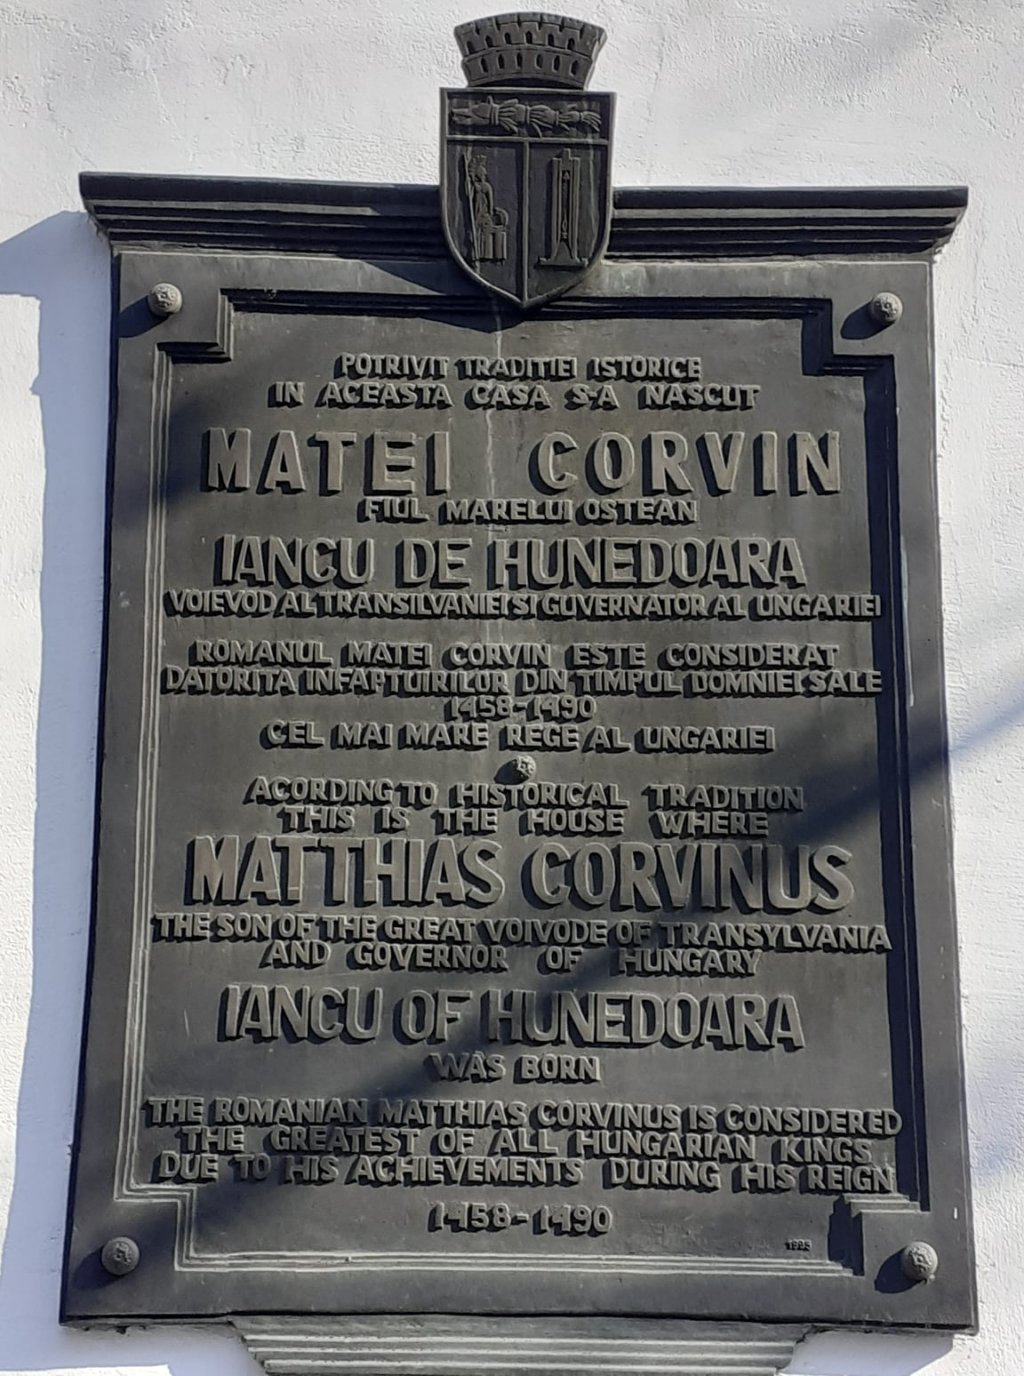 POTRIVIT TRADITIEI ISTORICE
IN ACEASTA CASA S-A NASCUT
MATEI CORVIN
FIUL MARELUI OSTEAN
IANCU DE HUNEDOARA
VOIEVOD AL TRANSILVANIEI SI GUVERNATOR AL UNGARIEI
ROMANUL MATEI CORVIN ESTE CONSIDERAT
DATORITA INFAPTUIRILOR DIN TIMPUL DOMNIEI SALE
1458-1490
CEL MAI MARE REGE AL UNGARIEI
ACORDING TO HISTORICAL TRADITION
THIS IS THE HOUSE WHERE
MATTHIAS CORVINUS
THE SON OF THE GREAT VOIVODE OF TRANSYLVANIA
AND GOVERNOR OF HUNGARY
IANCU OF HUNEDOARA
WAS BORN
THE ROMANIAN MATTHIAS CORVINUS IS CONSIDERED
THE GREATEST OF ALL HUNGARIAN KINGS
DUE TO HIS ACHIEVEMENTS DURING HIS REIGN
1458-1490